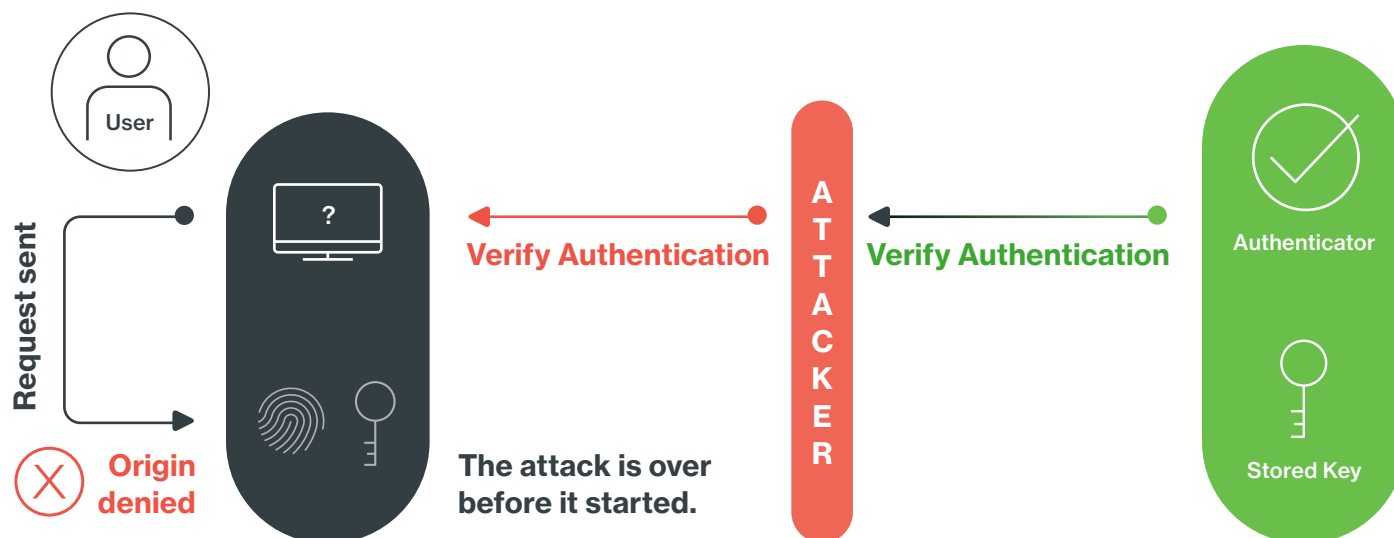 User
?
Request sent
Verify Authentication
ATTACKER
Verify Authentication
Authenticator
Stored Key
Origin
denied
The attack is over
before it started.